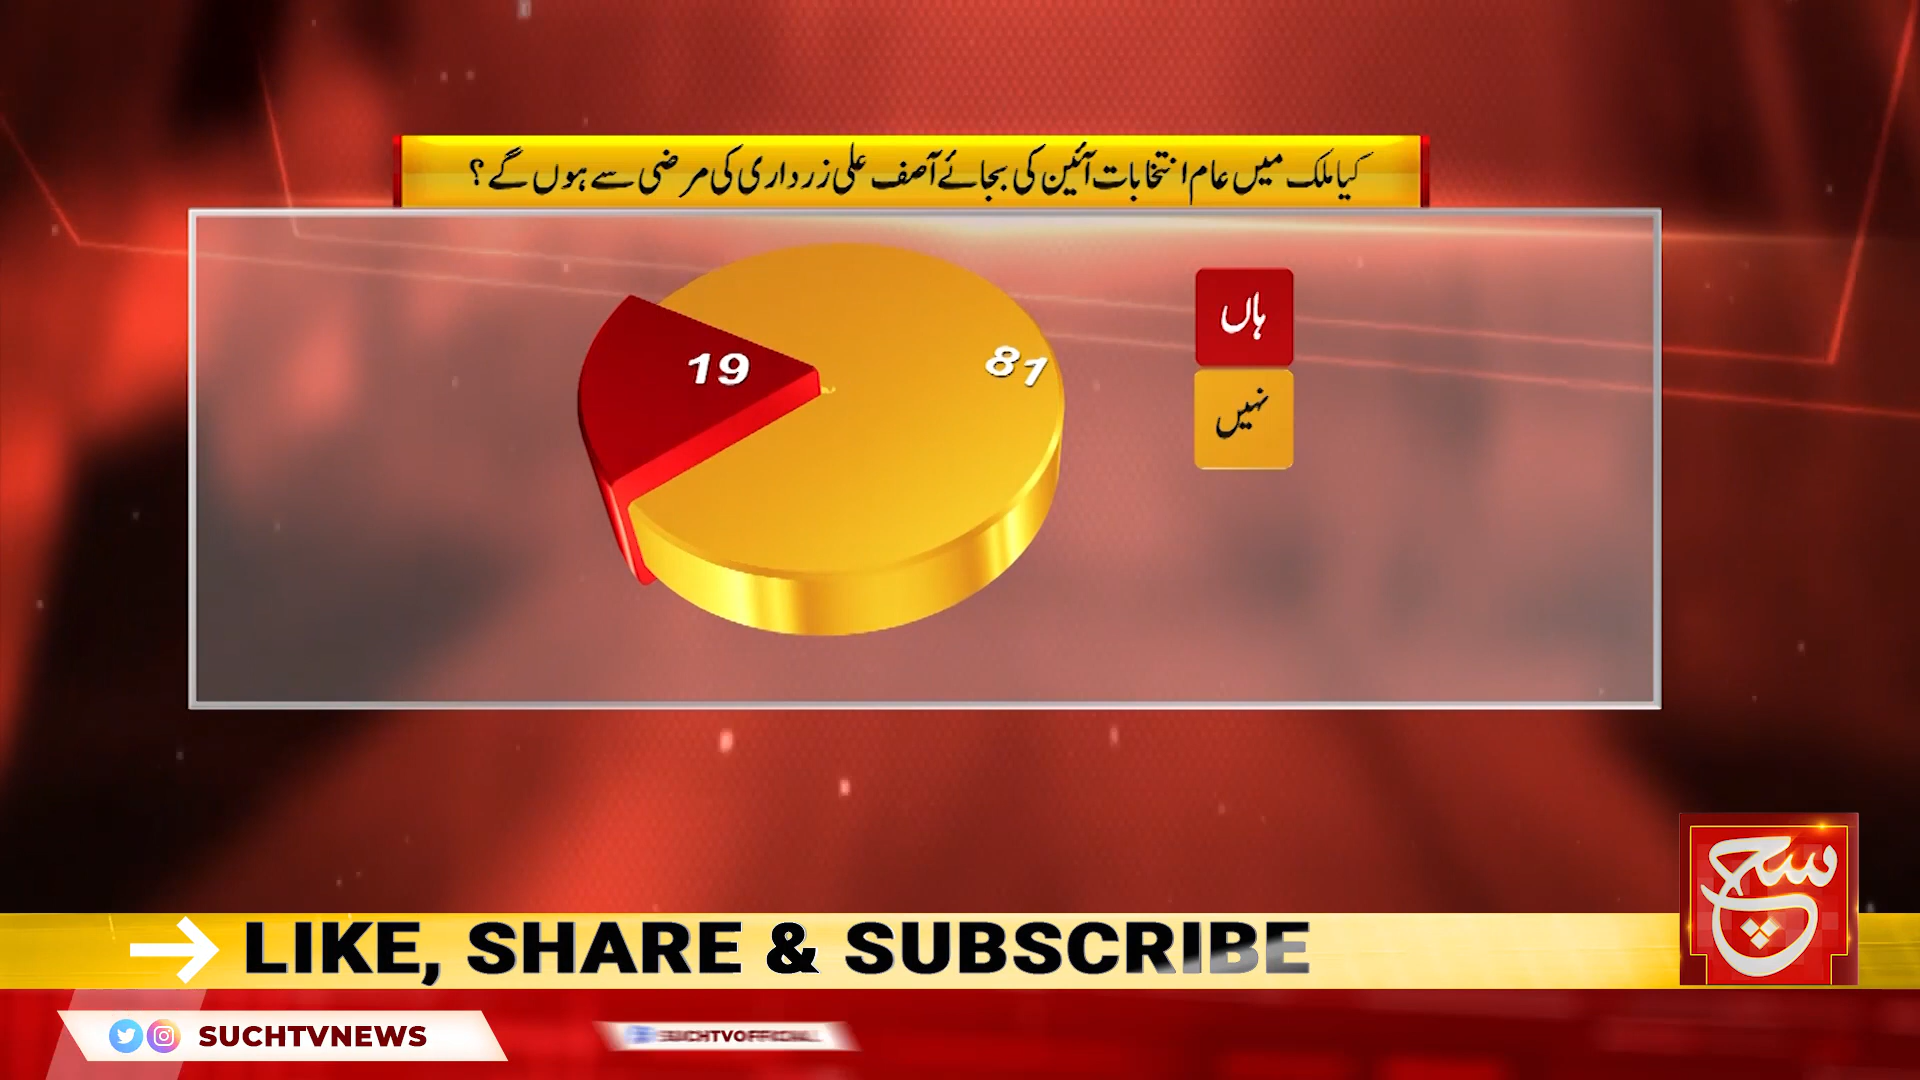 کیا ملک میں عام انتخابات آئین کی بجائے آصف علی زرداری کی مرضی سے ہوں گے ؟
19
81
ہاں
نہیں
سچ
LIKE, SHARE & SUBSCRIBE
SUCHTVNEWS
SUCHTVOFFICIAL